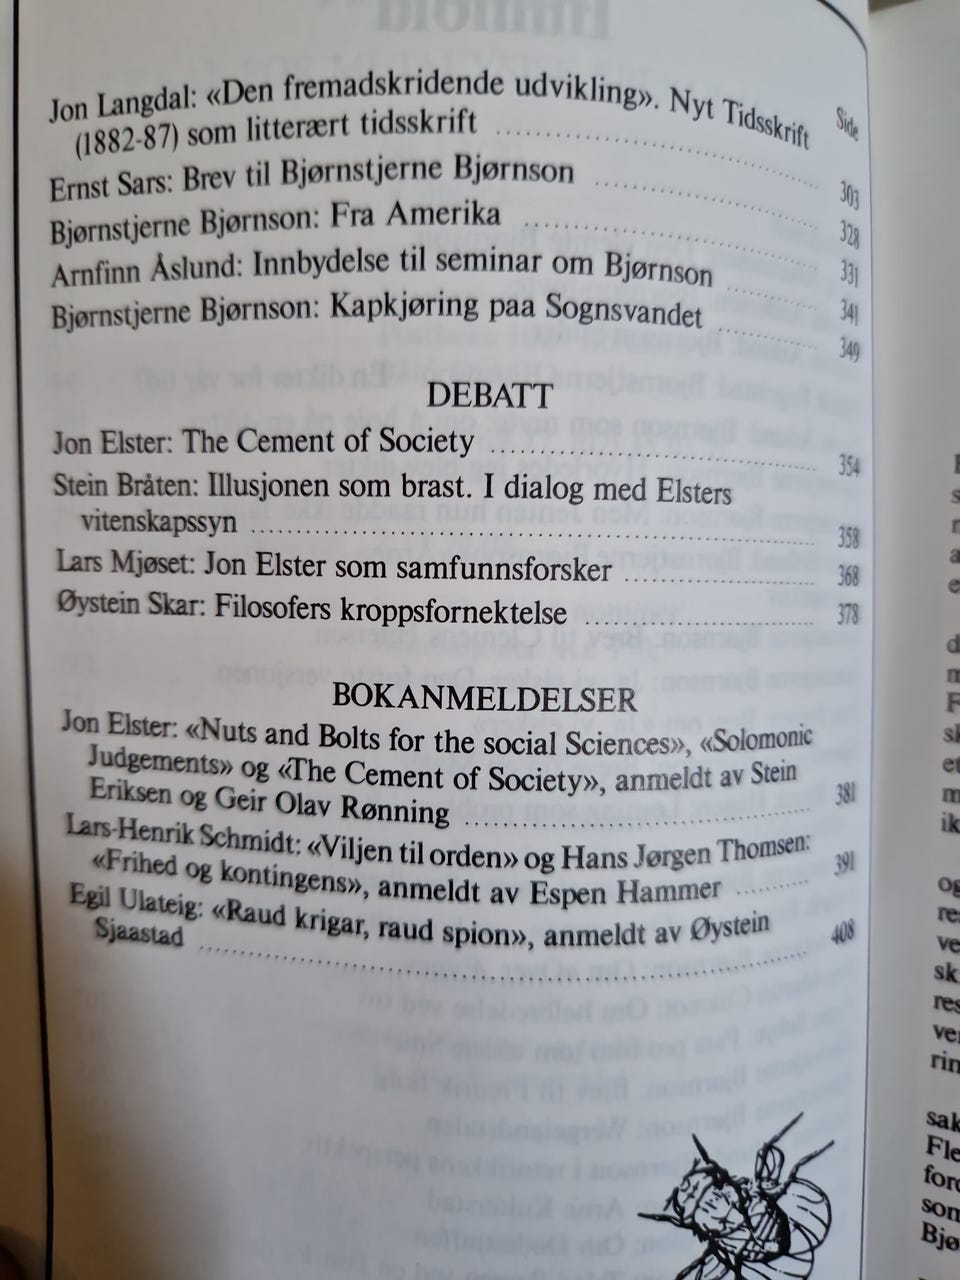 Side
Jon Langdal: «Den fremadskridende udvikling». Nyt Tidsskrift
(1882-87) som litterært tidsskrift ........ 303
Ernst Sars: Brev til Bjørnstjerne Bjørnson ........ 328
Bjørnstjerne Bjørnson: Fra Amerika ........ 331
Arnfinn Åslund: Innbydelse til seminar om Bjørnson ........ 341
Bjørnstjerne Bjørnson: Kapkjøring paa Sognsvandet ........ 349
DEBATT
Jon Elster: The Cement of Society ........ 354
Stein Bråten: Illusjonen som brast. I dialog med Elsters
vitenskapssyn ........ 358
Lars Mjøset: Jon Elster som samfunnsforsker ........ 368
Øystein Skar: Filosofers kroppsfornektelse ........ 378
BOKANMELDELSER
Jon Elster: «Nuts and Bolts for the social Sciences», «Solomonic
Judgements» og «The Cement of Society», anmeldt av Stein
Eriksen og Geir Olav Rønning ........ 381
Lars-Henrik Schmidt: «Viljen til orden» og Hans Jørgen Thomsen:
«Frihed og kontingens», anmeldt av Espen Hammer ........ 391
Egil Ulateig: «Raud krigar, raud spion», anmeldt av Øystein
Sjaastad ........ 408